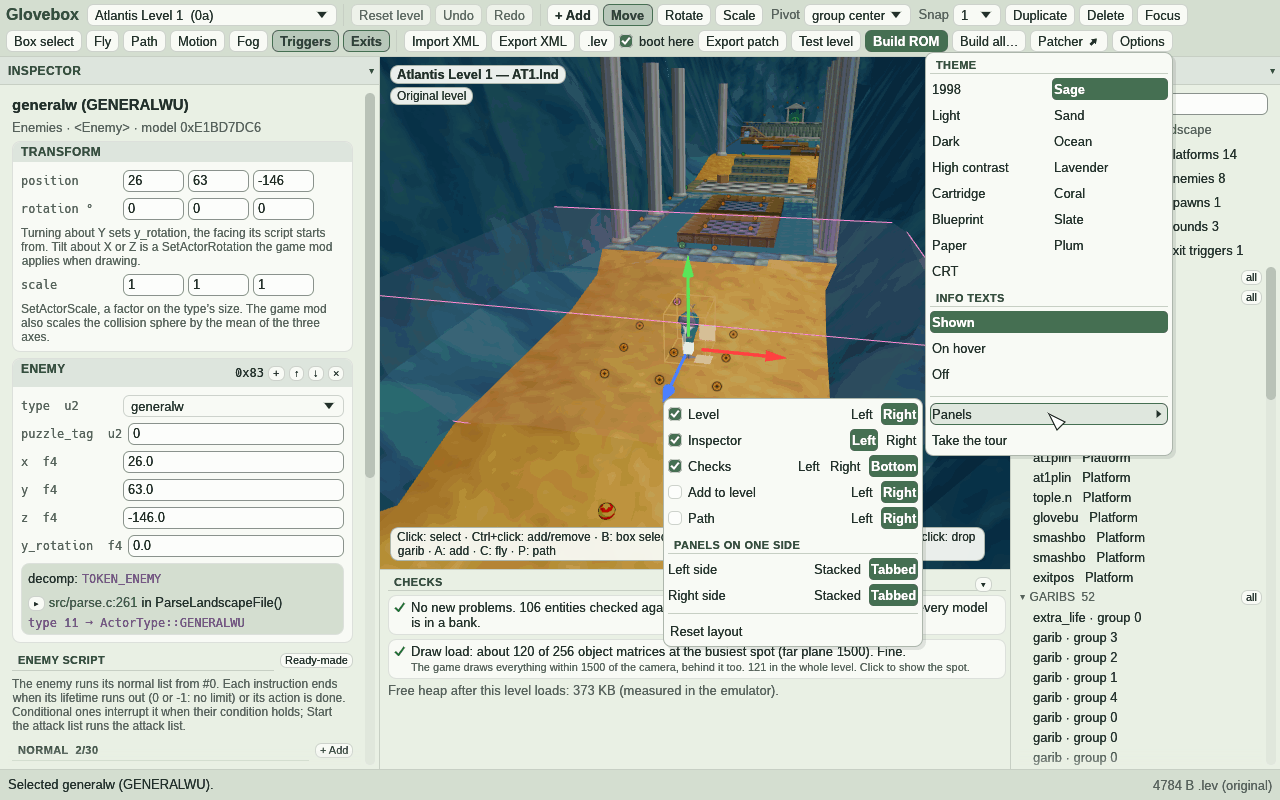 Glovebox
Atlantis Level 1 (0a)
Reset level Undo Redo
+ Add Move Rotate Scale Pivot group center Snap 1 Duplicate Delete Focus
Box select Fly Path Motion Fog Triggers Exits Import XML Export XML .lev boot here Export patch Test level Build ROM Build all… Patcher Options
INSPECTOR
generalw (GENERALWU)
Enemies · <Enemy> · model 0xE1BD7DC6
TRANSFORM
position 26 63 -146
rotation ° 0 0 0
Turning about Y sets y_rotation, the facing its script starts
from. Tilt about X or Z is a SetActorRotation the game mod
applies when drawing.
scale 1 1 1
SetActorScale, a factor on the type's size. The game mod
also scales the collision sphere by the mean of the three
axes.
ENEMY 0x83 + ↑ ↓ ×
type u2 generalw
puzzle_tag u2 0
x f4 26.0
y f4 63.0
z f4 -146.0
y_rotation f4 0.0
decomp: TOKEN_ENEMY
src/parse.c:261 in ParseLandscapeFile()
type 11 → ActorType::GENERALWU
ENEMY SCRIPT Ready-made
The enemy runs its normal list from #0. Each instruction ends
when its lifetime runs out (0 or -1: no limit) or its action is done.
Conditional ones interrupt it when their condition holds; Start
the attack list runs the attack list.
NORMAL 2/30 + Add
Atlantis Level 1 — AT1.lnd
Original level
Click: select · Ctrl+click: add/remove · B: box sele
click: drop
garib · A: add · C: fly · P: path
CHECKS
No new problems. 106 entities checked aga
very model
is in a bank.
Draw load: about 120 of 256 object matrices at the busiest spot (far plane 1500). Fine.
The game draws everything within 1500 of the camera, behind it too. 121 in the whole level. Click to show the spot.
Free heap after this level loads: 373 KB (measured in the emulator).
Level Left Right
Inspector Left Right
Checks Left Right Bottom
Add to level Left Right
Path Left Right
PANELS ON ONE SIDE
Left side Stacked Tabbed
Right side Stacked Tabbed
Reset layout
THEME
1998 Sage
Light Sand
Dark Ocean
High contrast Lavender
Cartridge Coral
Blueprint Slate
Paper Plum
CRT
INFO TEXTS
Shown
On hover
Off
Panels
Take the tour
dscape
latforms 14
nemies 8
pawns 1
ounds 3
xit triggers 1
all
all
at1plin Platform
at1plin Platform
tople.n Platform
glovebu Platform
smashbo Platform
smashbo Platform
exitpos Platform
GARIBS 52 all
extra_life · group 0
garib · group 3
garib · group 2
garib · group 1
garib · group 4
garib · group 0
garib · group 0
garib · group 0
Selected generalw (GENERALWU).
4784 B .lev (original)